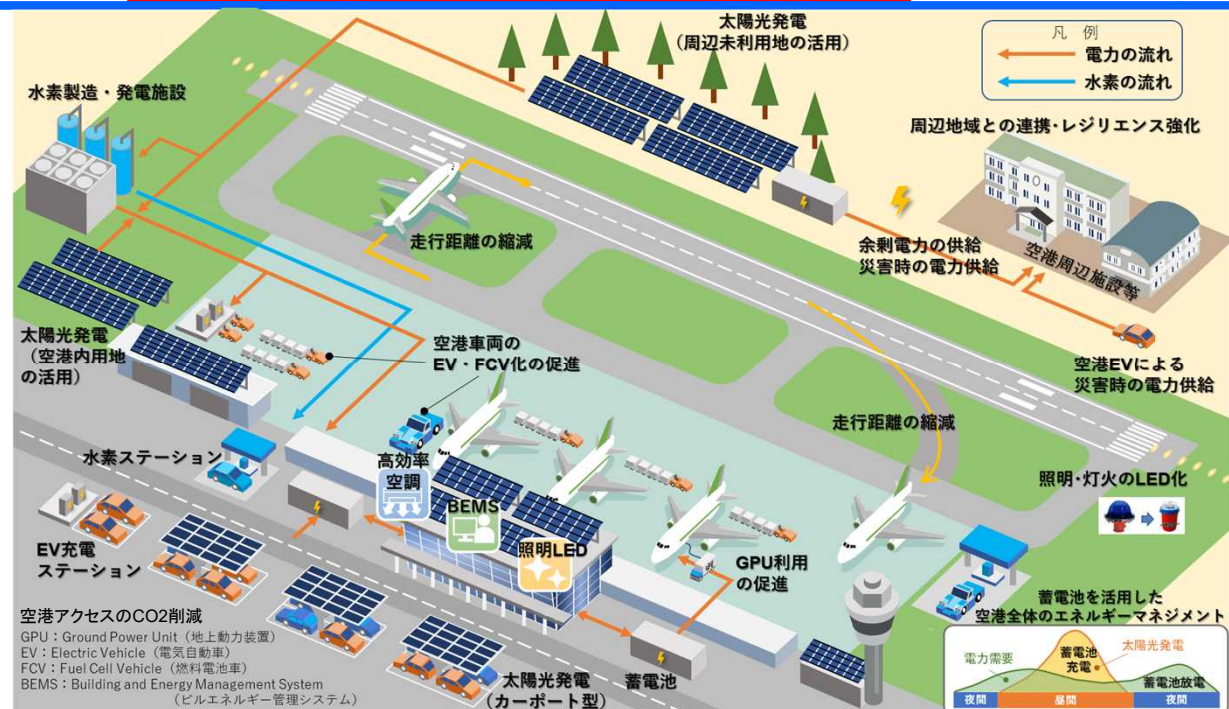 太陽光発電
（周辺未利用地の活用）
凡　例
電力の流れ
水素の流れ
水素製造・発電施設
周辺地域との連携・レジリエンス強化
走行距離の縮減
余剰電力の供給
災害時の電力供給
空港周辺施設等
太陽光発電
（空港内用地
の活用）
空港車両の
EV・FCV化の促進
空港EVによる
災害時の電力供給
走行距離の縮減
水素ステーション
高効率
空調
BEMS
照明LED
照明・灯火のLED化
EV充電
ステーション
GPU利用
の促進
蓄電池を活用した
空港全体のエネルギーマネジメント
空港アクセスのCO2削減
GPU：Ground Power Unit（地上動力装置）
EV：Electric Vehicle（電気自動車）
FCV：Fuel Cell Vehicle（燃料電池車）
BEMS：Building and Energy Management System
（ビルエネルギー管理システム）
太陽光発電
（カーポート型）
蓄電池
電力需要
蓄電池
充電
太陽光発電
蓄電池放電
夜間
昼間
夜間